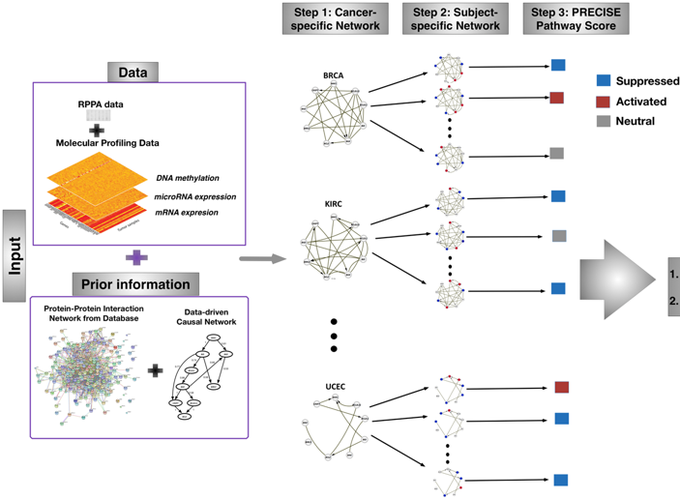 Step 1: Cancer-
specific Network
Step 2: Subject-
specific Network
Step 3: PRECISE
Pathway Score
Data
RPPA data
Molecular Profiling Data
DNA methylation
microRNA expression
mRNA expresion
Input
Prior information
Protein-Protein Interaction
Network from Database
Data-driven
Causal Network
BRCA
KIRC
UCEC
Suppressed
Activated
Neutral
1.
2.